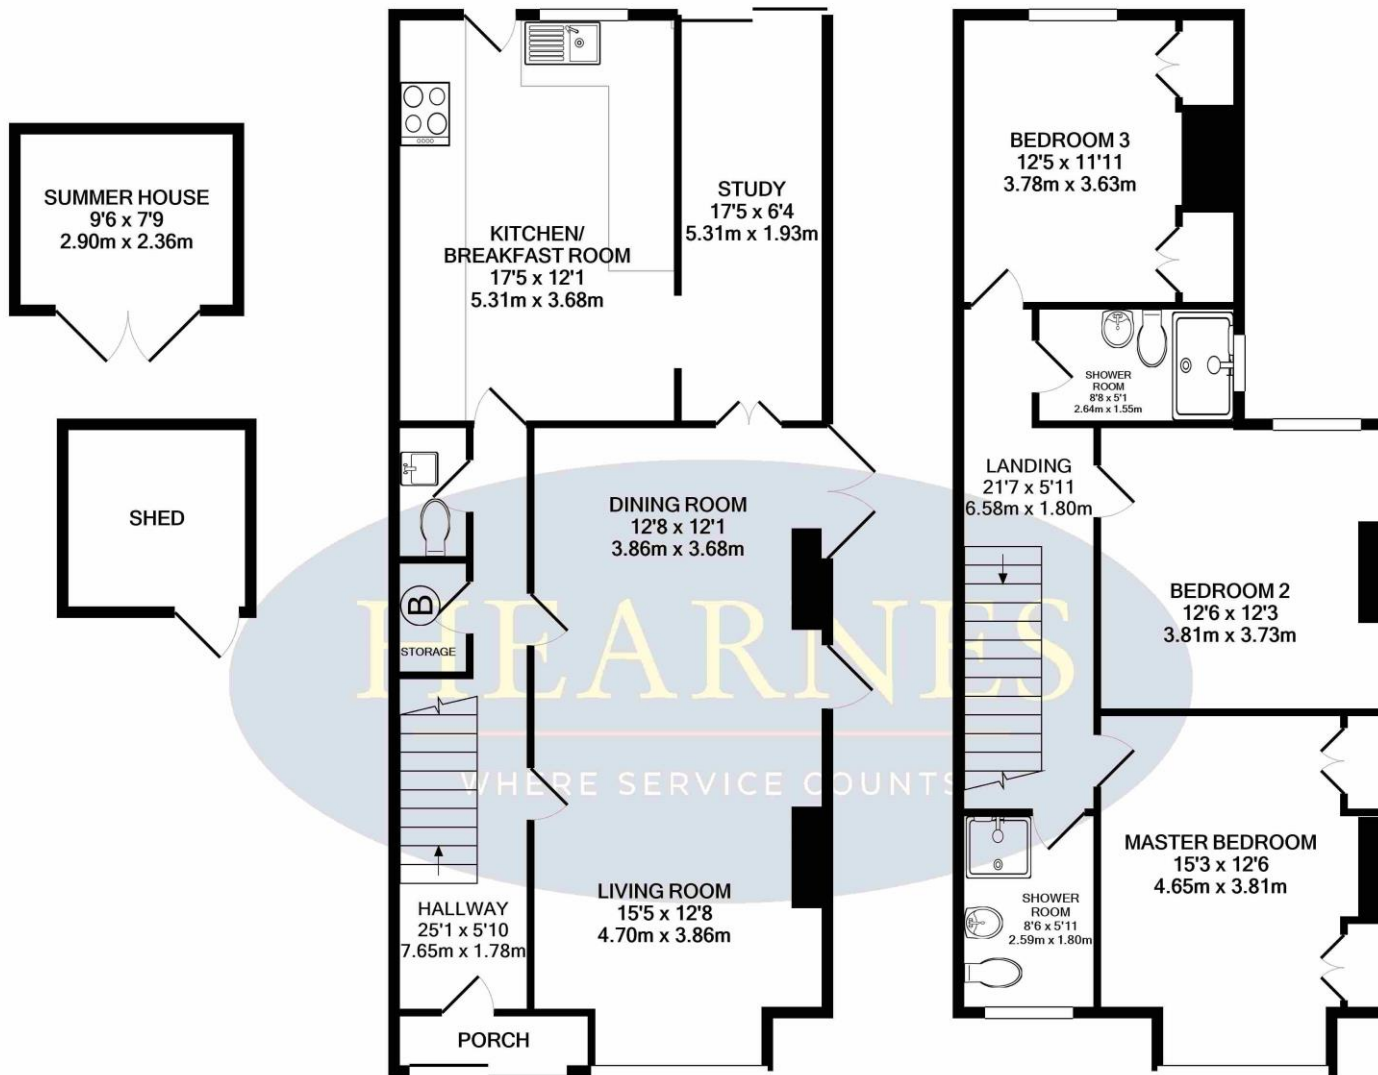 SUMMER HOUSE
9'6 x 7'9
2.90m x 2.36m
SHED
KITCHEN/
BREAKFAST ROOM
17'5 x 12'1
5.31m x 3.68m
STUDY
17'5 x 6'4
5.31m x 1.93m
DINING ROOM
12'8 x 12'1
3.86m x 3.68m
B
STORAGE
HEARNES
WHERE SERVICE COUNTS
LIVING ROOM
15'5 x 12'8
4.70m x 3.86m
HALLWAY
25'1 x 5'10
7.65m x 1.78m
PORCH
BEDROOM 3
12'5 x 11'11
3.78m x 3.63m
SHOWER
ROOM
8'8 x 5'1
2.64m x 1.55m
LANDING
21'7 x 5'11
6.58m x 1.80m
BEDROOM 2
12'6 x 12'3
3.81m x 3.73m
MASTER BEDROOM
15'3 x 12'6
4.65m x 3.81m
SHOWER
ROOM
8'6 x 5'11
2.59m x 1.80m